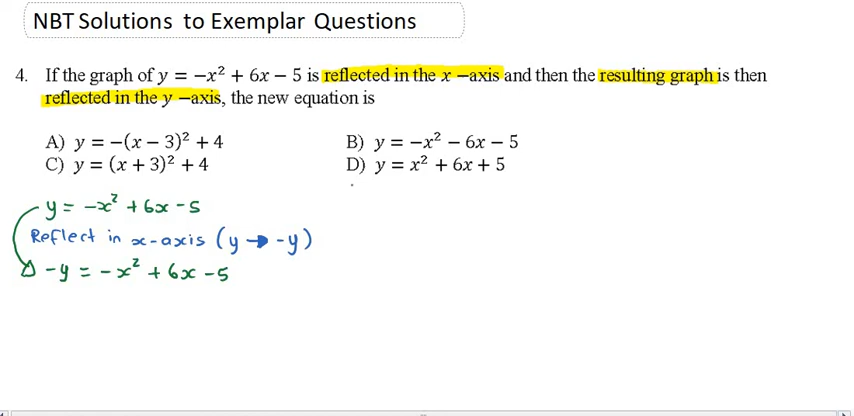 NBT Solutions to Exemplar Questions
4. If the graph of y = −x² + 6x − 5 is reflected in the x −axis and then the resulting graph is then
reflected in the y −axis, the new equation is
A) y = −(x − 3)² + 4 B) y = −x² − 6x − 5
C) y = (x + 3)² + 4 D) y = x² + 6x + 5
y = -x² + 6x - 5
Reflect in x-axis (y → -y)
-y = -x² + 6x - 5